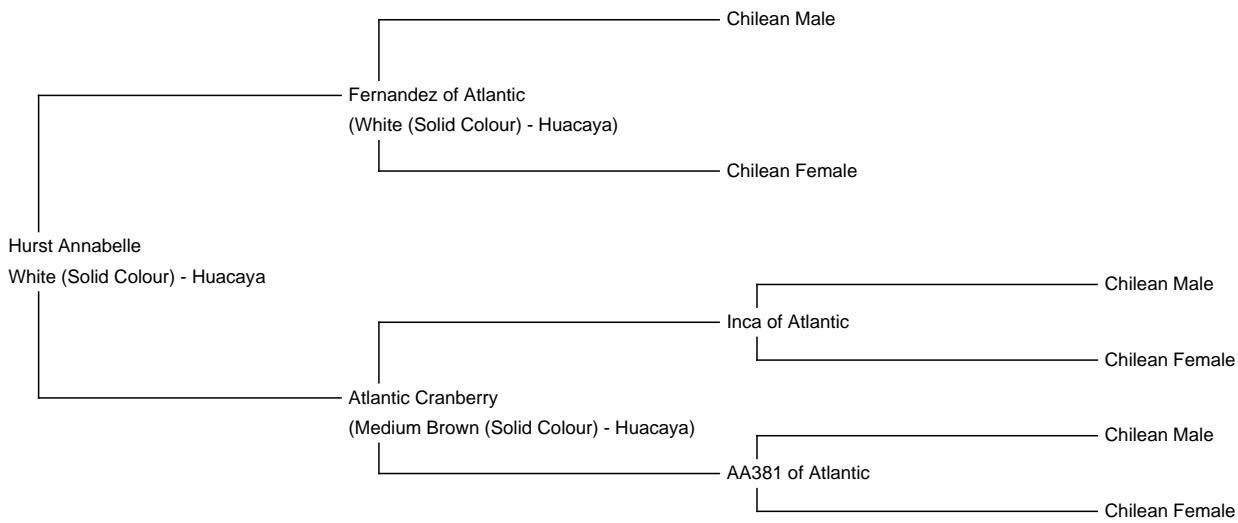 Chilean Male
Fernandez of Atlantic
(White (Solid Colour) - Huacaya)
Chilean Female
Hurst Annabelle
White (Solid Colour) - Huacaya
Chilean Male
Inca of Atlantic
Chilean Female
Atlantic Cranberry
(Medium Brown (Solid Colour) - Huacaya)
Chilean Male
AA381 of Atlantic
Chilean Female